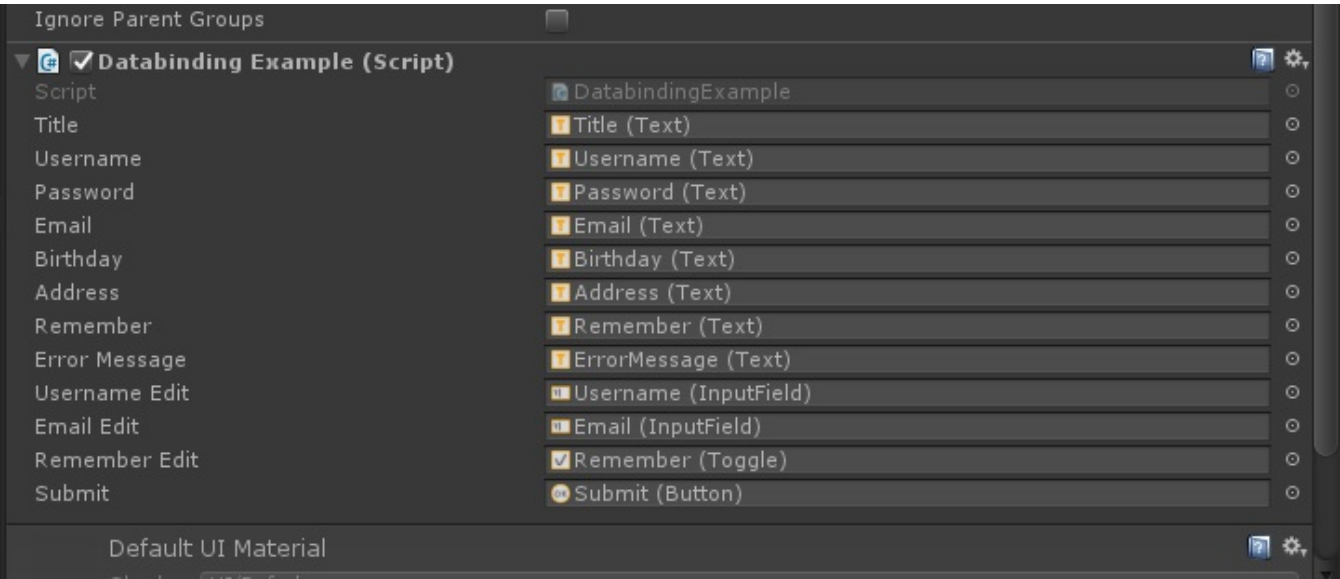 Ignore Parent Groups
Databinding Example (Script)
Script DatabindingExample
Title Title (Text)
Username Username (Text)
Password Password (Text)
Email Email (Text)
Birthday Birthday (Text)
Address Address (Text)
Remember Remember (Text)
Error Message ErrorMessage (Text)
Username Edit Username (InputField)
Email Edit Email (InputField)
Remember Edit Remember (Toggle)
Submit Submit (Button)
Default UI Material